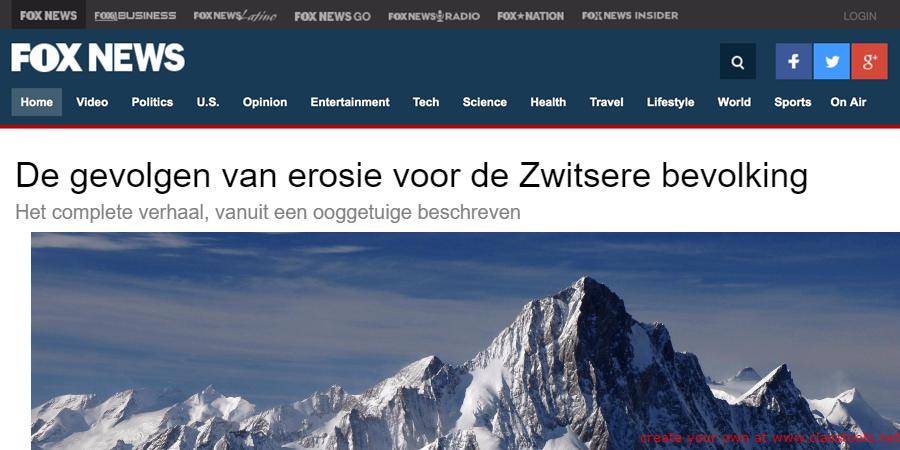 FOX NEWS FOX BUSINESS FOX NEWS Latino FOX NEWS GO FOX NEWS RADIO FOX★NATION FOX NEWS INSIDER LOGIN
FOX NEWS
Home Video Politics U.S. Opinion Entertainment Tech Science Health Travel Lifestyle World Sports On Air
De gevolgen van erosie voor de Zwitsere bevolking
Het complete verhaal, vanuit een ooggetuige beschreven
create your own at www.classtools.net